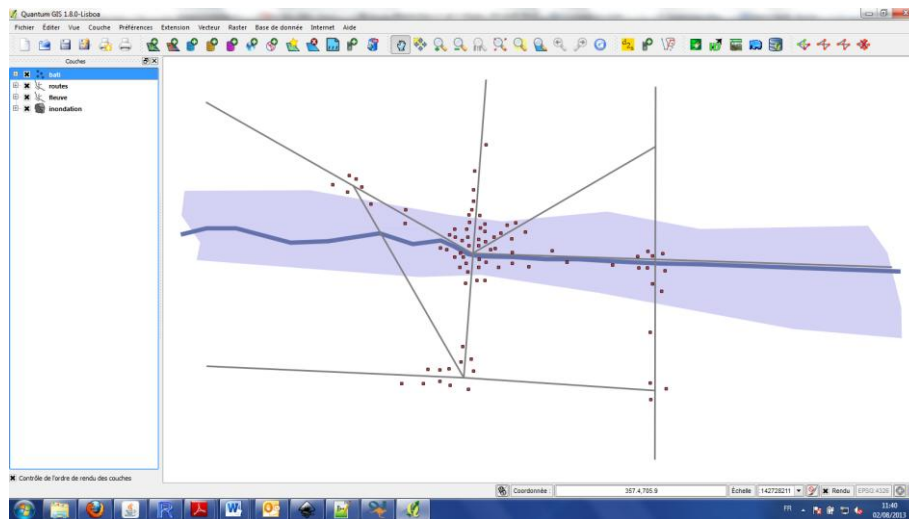 Quantum GIS 1.8.0-Lisboa
Fichier Éditer Vue Couche Préférences Extension Vecteur Raster Base de donnée Internet Aide
Couches
bati
routes
fleuve
inondation
Contrôle de l'ordre de rendu des couches
Coordonnée : 357.4,705.9 Échelle 142728211 Rendu EPSG:4326
FR 11:40
02/08/2013